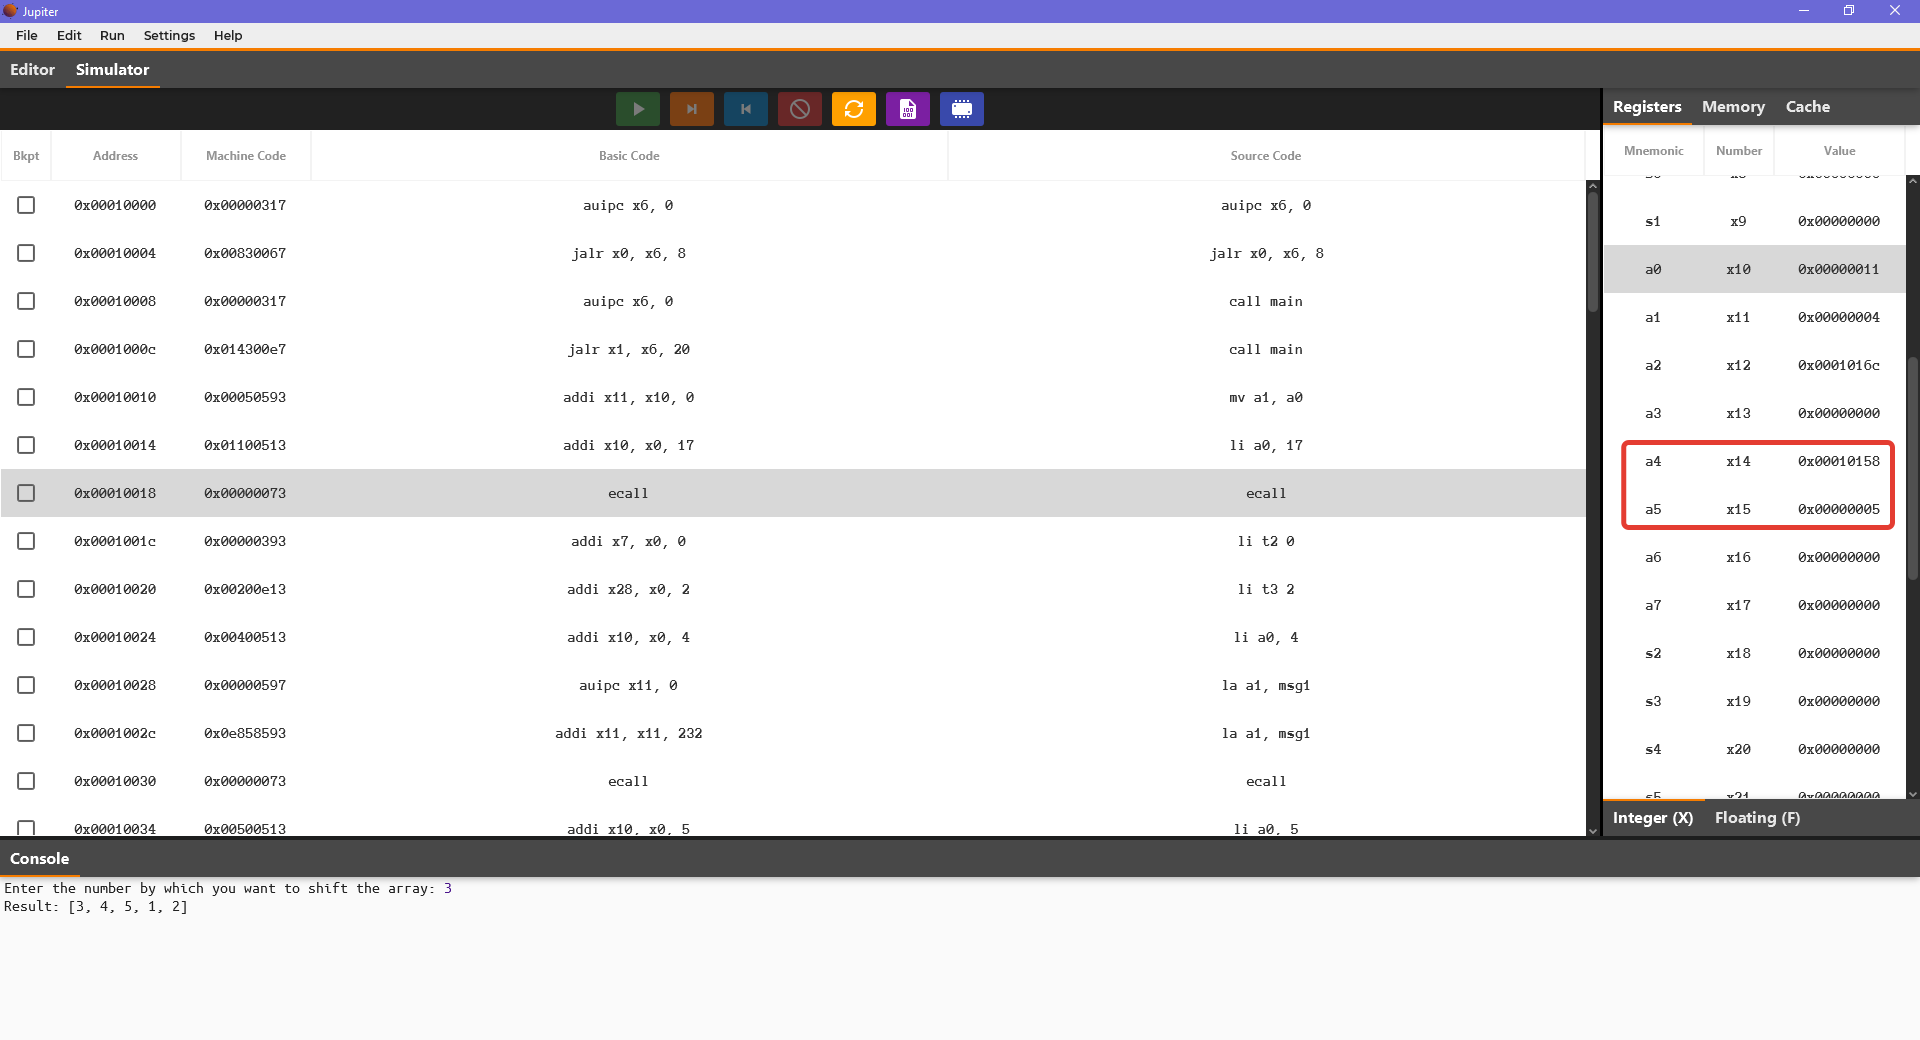 Jupiter
File Edit Run Settings Help
Editor Simulator
Registers Memory Cache
Bkpt Address Machine Code Basic Code Source Code
Mnemonic Number Value
0x00010000 0x00000317 auipc x6, 0 auipc x6, 0
s1 x9 0x00000000
0x00010004 0x00830067 jalr x0, x6, 8 jalr x0, x6, 8
a0 x10 0x00000011
0x00010008 0x00000317 auipc x6, 0 call main
a1 x11 0x00000004
0x0001000c 0x014300e7 jalr x1, x6, 20 call main
a2 x12 0x0001016c
0x00010010 0x00050593 addi x11, x10, 0 mv a1, a0
a3 x13 0x00000000
0x00010014 0x01100513 addi x10, x0, 17 li a0, 17
a4 x14 0x00010158
0x00010018 0x00000073 ecall ecall
a5 x15 0x00000005
0x0001001c 0x00000393 addi x7, x0, 0 li t2 0
a6 x16 0x00000000
0x00010020 0x00200e13 addi x28, x0, 2 li t3 2
a7 x17 0x00000000
0x00010024 0x00400513 addi x10, x0, 4 li a0, 4
s2 x18 0x00000000
0x00010028 0x00000597 auipc x11, 0 la a1, msg1
s3 x19 0x00000000
0x0001002c 0x0e858593 addi x11, x11, 232 la a1, msg1
s4 x20 0x00000000
0x00010030 0x00000073 ecall ecall
s5 x21 0x00000000
0x00010034 0x00500513 addi x10, x0, 5 li a0, 5
Integer (X) Floating (F)
Console
Enter the number by which you want to shift the array: 3
Result: [3, 4, 5, 1, 2]